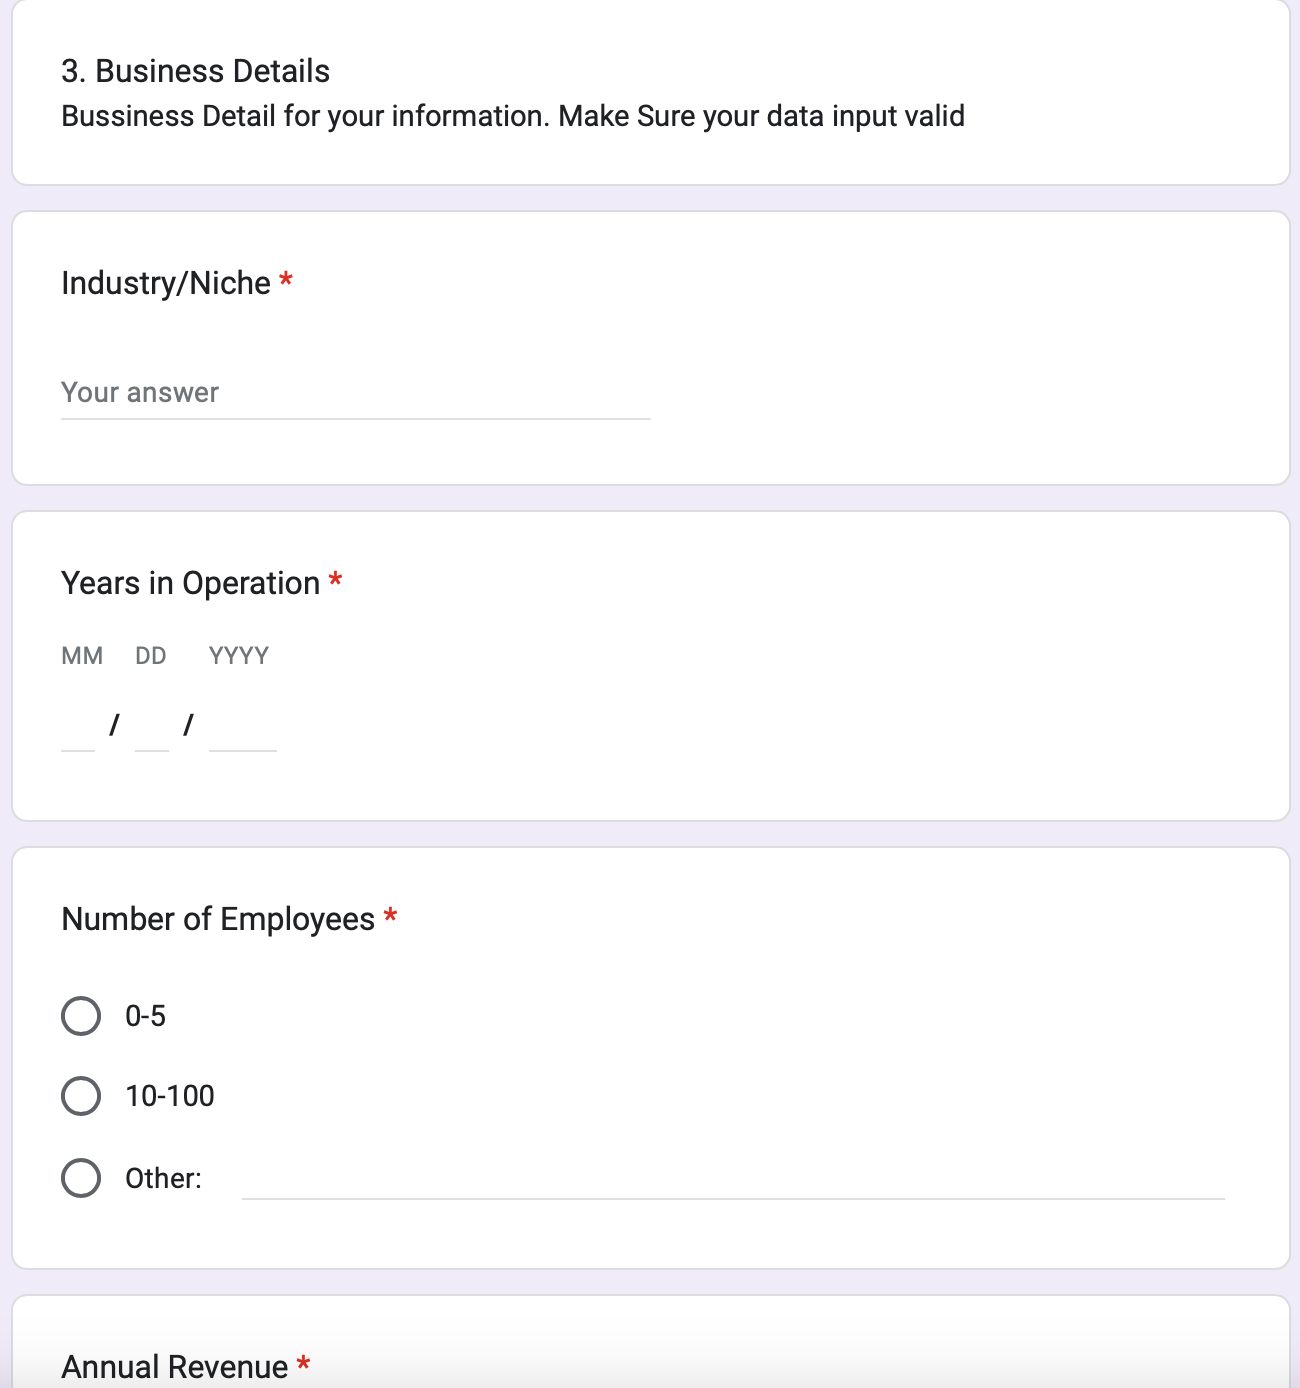 3. Business Details
Bussiness Detail for your information. Make Sure your data input valid
Industry/Niche *
Your answer
Years in Operation *
MM DD YYYY
/ /
Number of Employees *
0-5
10-100
Other:
Annual Revenue *